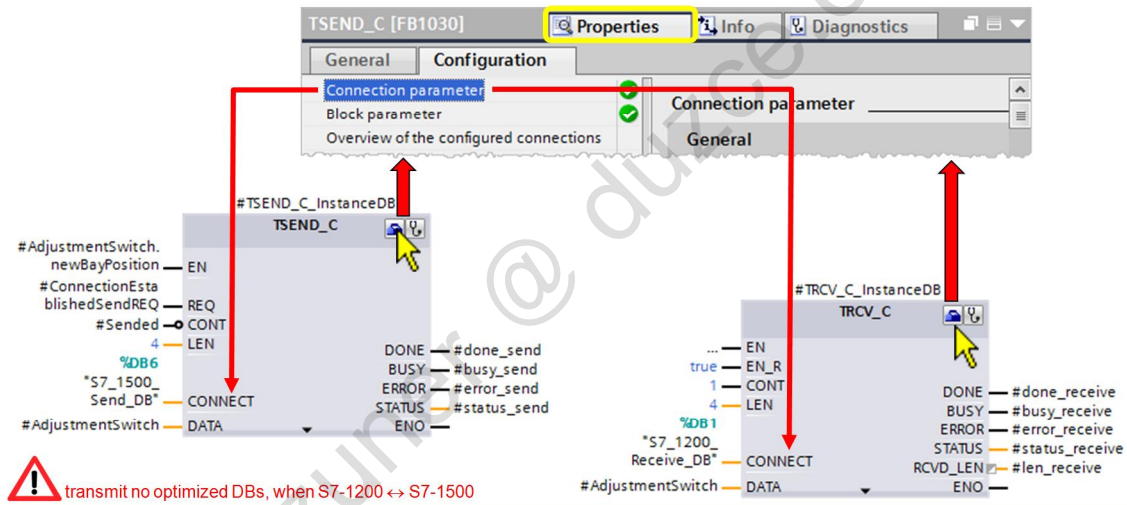 TSEND_C [FB1030]
Properties
Info
Diagnostics
General
Configuration
Connection parameter
Block parameter
Overview of the configured connections
Connection parameter
General
#TSEND_C_InstanceDB
TSEND_C
#AdjustmentSwitch.
newBayPosition
EN
#ConnectionEsta
blishedSendREQ
REQ
#Sended
CONT
4
LEN
%DB6
"S7_1500_
Send_DB"
CONNECT
#AdjustmentSwitch
DATA
DONE
#done_send
BUSY
#busy_send
ERROR
#error_send
STATUS
#status_send
ENO
#TRCV_C_InstanceDB
TRCV_C
...
EN
true
EN_R
1
CONT
4
LEN
%DB1
"S7_1200_
Receive_DB"
CONNECT
#AdjustmentSwitch
DATA
DONE
#done_receive
BUSY
#busy_receive
ERROR
#error_receive
STATUS
#status_receive
RCVD_LEN
#len_receive
ENO
! transmit no optimized DBs, when S7-1200 ↔ S7-1500
uner @ duzce.